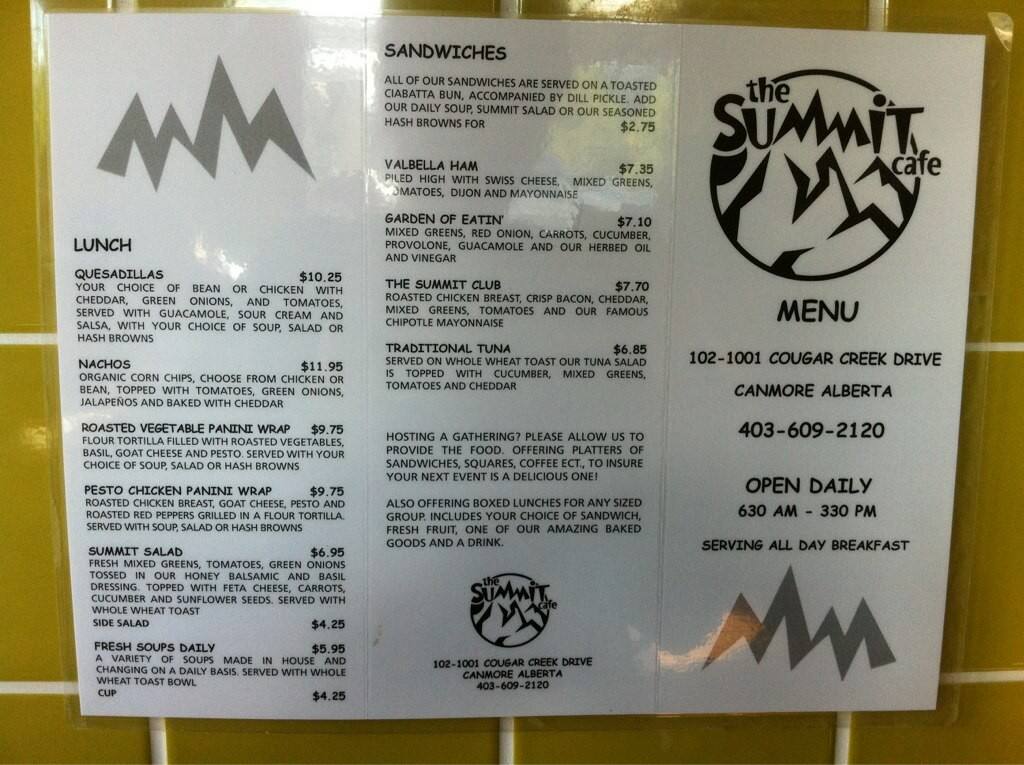 LUNCH
QUESADILLAS $10.25
YOUR CHOICE OF BEAN OR CHICKEN WITH
CHEDDAR, GREEN ONIONS, AND TOMATOES,
SERVED WITH GUACAMOLE, SOUR CREAM AND
SALSA, WITH YOUR CHOICE OF SOUP, SALAD OR
HASH BROWNS
NACHOS $11.95
ORGANIC CORN CHIPS, CHOOSE FROM CHICKEN OR
BEAN, TOPPED WITH TOMATOES, GREEN ONIONS,
JALAPEÑOS AND BAKED WITH CHEDDAR
ROASTED VEGETABLE PANINI WRAP $9.75
FLOUR TORTILLA FILLED WITH ROASTED VEGETABLES,
BASIL, GOAT CHEESE AND PESTO. SERVED WITH YOUR
CHOICE OF SOUP, SALAD OR HASH BROWNS
PESTO CHICKEN PANINI WRAP $9.75
ROASTED CHICKEN BREAST, GOAT CHEESE, PESTO AND
ROASTED RED PEPPERS GRILLED IN A FLOUR TORTILLA.
SERVED WITH SOUP, SALAD OR HASH BROWNS
SUMMIT SALAD $6.95
FRESH MIXED GREENS, TOMATOES, GREEN ONIONS
TOSSED IN OUR HONEY BALSAMIC AND BASIL
DRESSING. TOPPED WITH FETA CHEESE, CARROTS,
CUCUMBER AND SUNFLOWER SEEDS. SERVED WITH
WHOLE WHEAT TOAST
SIDE SALAD $4.25
FRESH SOUPS DAILY $5.95
A VARIETY OF SOUPS MADE IN HOUSE AND
CHANGING ON A DAILY BASIS. SERVED WITH WHOLE
WHEAT TOAST BOWL
CUP $4.25
SANDWICHES
ALL OF OUR SANDWICHES ARE SERVED ON A TOASTED
CIABATTA BUN, ACCOMPANIED BY DILL PICKLE. ADD
OUR DAILY SOUP, SUMMIT SALAD OR OUR SEASONED
HASH BROWNS FOR $2.75
VALBELLA HAM $7.35
PILED HIGH WITH SWISS CHEESE, MIXED GREENS,
TOMATOES, DIJON AND MAYONNAISE
GARDEN OF EATIN' $7.10
MIXED GREENS, RED ONION, CARROTS, CUCUMBER,
PROVOLONE, GUACAMOLE AND OUR HERBED OIL
AND VINEGAR
THE SUMMIT CLUB $7.70
ROASTED CHICKEN BREAST, CRISP BACON, CHEDDAR,
MIXED GREENS, TOMATOES AND OUR FAMOUS
CHIPOTLE MAYONNAISE
TRADITIONAL TUNA $6.85
SERVED ON WHOLE WHEAT TOAST OUR TUNA SALAD
IS TOPPED WITH CUCUMBER, MIXED GREENS,
TOMATOES AND CHEDDAR
HOSTING A GATHERING? PLEASE ALLOW US TO
PROVIDE THE FOOD. OFFERING PLATTERS OF
SANDWICHES, SQUARES, COFFEE ECT., TO INSURE
YOUR NEXT EVENT IS A DELICIOUS ONE!
ALSO OFFERING BOXED LUNCHES FOR ANY SIZED
GROUP. INCLUDES YOUR CHOICE OF SANDWICH,
FRESH FRUIT, ONE OF OUR AMAZING BAKED
GOODS AND A DRINK.
the
SUMMiT
cafe
102-1001 COUGAR CREEK DRIVE
CANMORE ALBERTA
403-609-2120
the
SUMMiT
cafe
MENU
102-1001 COUGAR CREEK DRIVE
CANMORE ALBERTA
403-609-2120
OPEN DAILY
630 AM - 330 PM
SERVING ALL DAY BREAKFAST